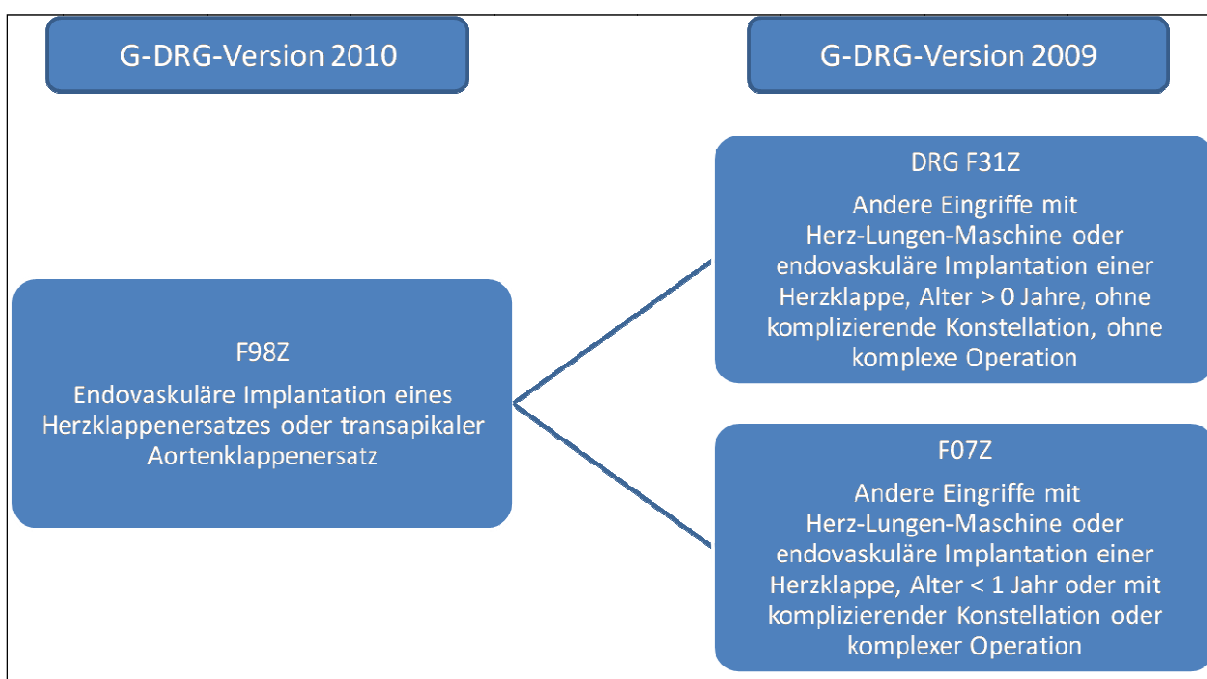 G-DRG-Version 2010
G-DRG-Version 2009
F98Z
Endovaskuläre Implantation eines
Herzklappenersatzes oder transapikaler
Aortenklappenersatz
DRG F31Z
Andere Eingriffe mit
Herz-Lungen-Maschine oder
endovaskuläre Implantation einer
Herzklappe, Alter > 0 Jahre, ohne
komplizierende Konstellation, ohne
komplexe Operation
F07Z
Andere Eingriffe mit
Herz-Lungen-Maschine oder
endovaskuläre Implantation einer
Herzklappe, Alter < 1 Jahr oder mit
komplizierender Konstellation oder
komplexer Operation